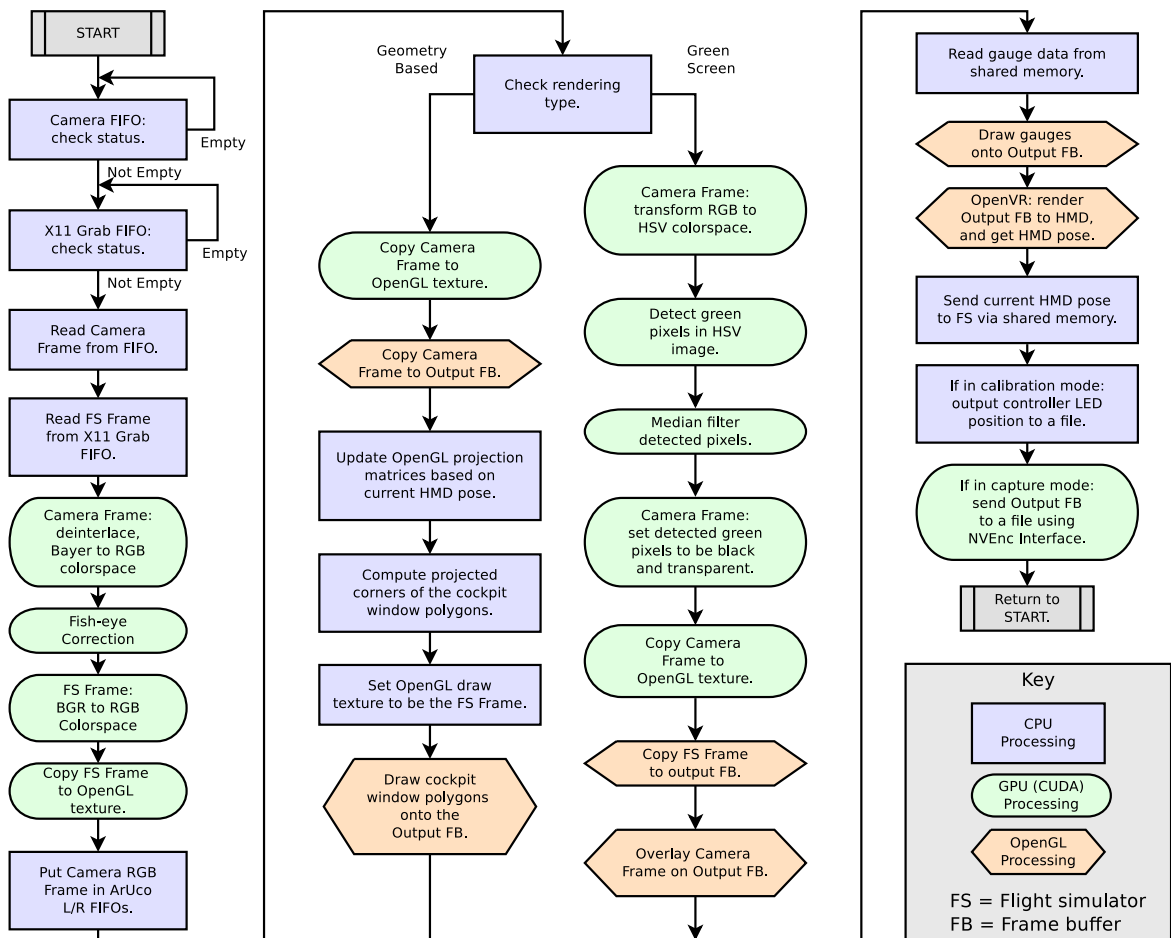 START
Camera FIFO:
check status.
Empty
Not Empty
X11 Grab FIFO:
check status.
Empty
Not Empty
Read Camera
Frame from FIFO.
Read FS Frame
from X11 Grab
FIFO.
Camera Frame:
deinterlace,
Bayer to RGB
colorspace
Fish-eye
Correction
FS Frame:
BGR to RGB
Colorspace
Copy FS Frame
to OpenGL
texture.
Put Camera RGB
Frame in ArUco
L/R FIFOs.
Geometry
Based
Green
Screen
Check rendering
type.
Copy Camera
Frame to
OpenGL texture.
Copy Camera
Frame to Output FB.
Update OpenGL projection
matrices based on
current HMD pose.
Compute projected
corners of the cockpit
window polygons.
Set OpenGL draw
texture to be the FS Frame.
Draw cockpit
window polygons
onto the
Output FB.
Camera Frame:
transform RGB to
HSV colorspace.
Detect green
pixels in HSV
image.
Median filter
detected pixels.
Camera Frame:
set detected green
pixels to be black
and transparent.
Copy Camera
Frame to
OpenGL texture.
Copy FS Frame
to output FB.
Overlay Camera
Frame on Output FB.
Read gauge data from
shared memory.
Draw gauges
onto Output FB.
OpenVR: render
Output FB to HMD,
and get HMD pose.
Send current HMD pose
to FS via shared memory.
If in calibration mode:
output controller LED
position to a file.
If in capture mode:
send Output FB
to a file using
NVEnc Interface.
Return to
START.
Key
CPU
Processing
GPU (CUDA)
Processing
OpenGL
Processing
FS = Flight simulator
FB = Frame buffer